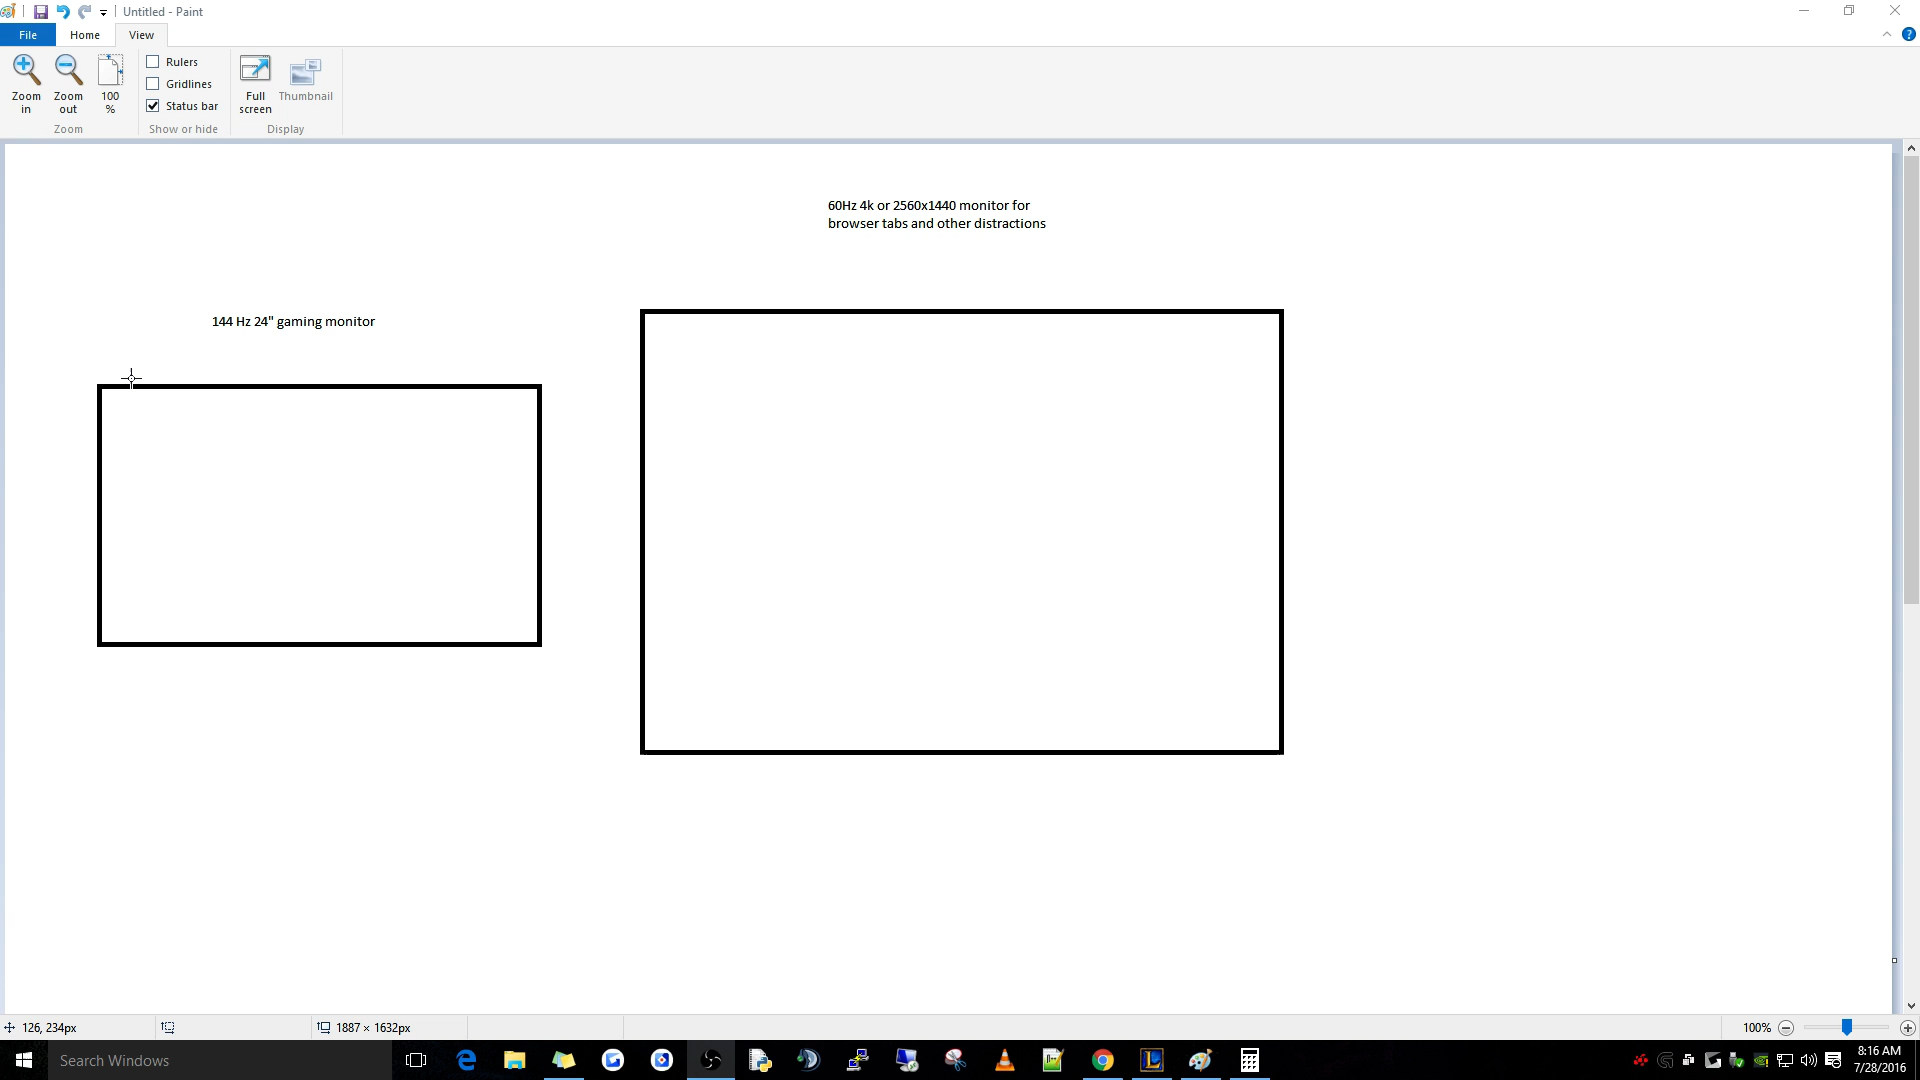 Untitled - Paint
File Home View
Zoom in
Zoom out
100 %
Rulers
Gridlines
Status bar
Full screen
Thumbnail
Zoom
Show or hide
Display
60Hz 4k or 2560x1440 monitor for
browser tabs and other distractions
144 Hz 24" gaming monitor
126, 234px
1887 × 1632px
100%
Search Windows
8:16 AM
7/28/2016